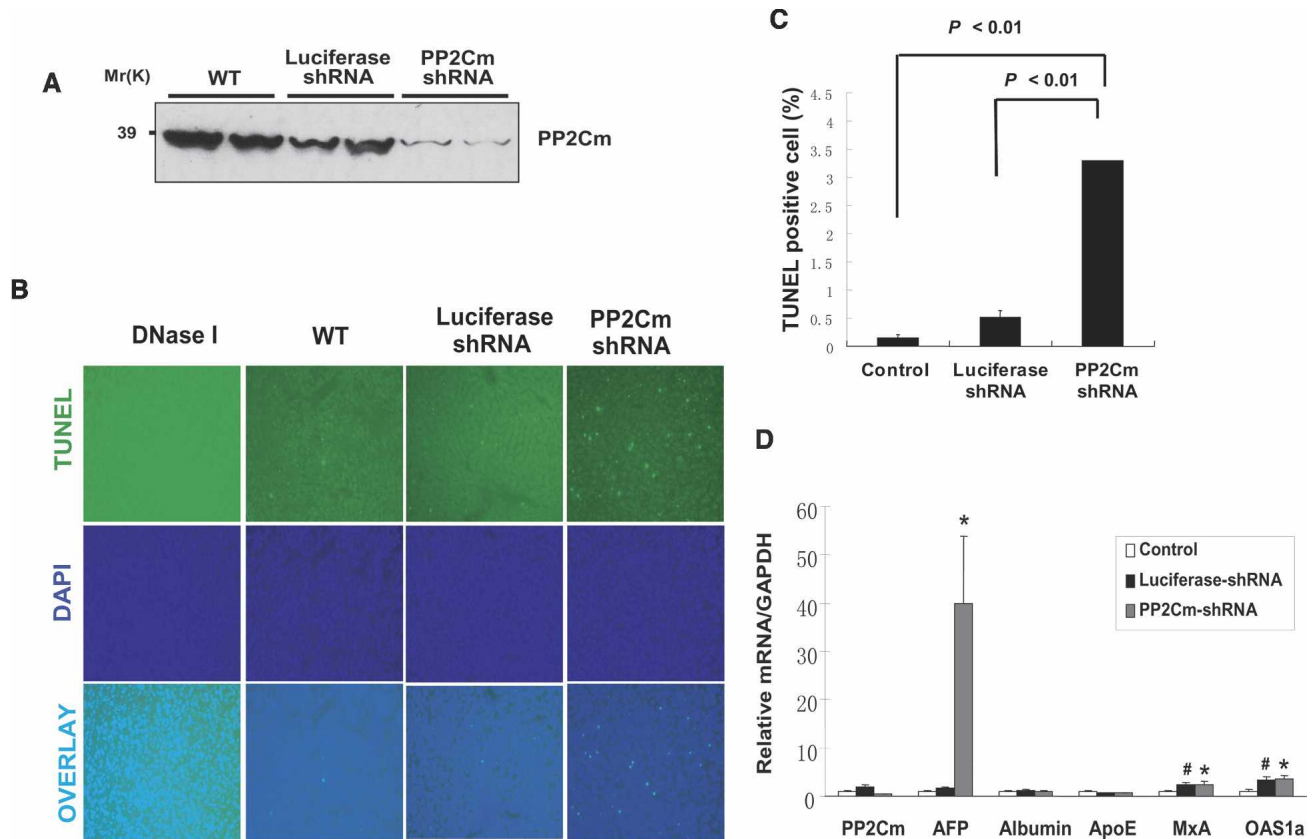 A
Mr(K)
WT
Luciferase
shRNA
PP2Cm
shRNA
39
PP2Cm
B
DNase I
WT
Luciferase
shRNA
PP2Cm
shRNA
TUNEL
DAPI
OVERLAY
C
P < 0.01
P < 0.01
TUNEL positive cell (%)
4.5
4
3.5
3
2.5
2
1.5
1
0.5
0
Control
Luciferase
shRNA
PP2Cm
shRNA
D
Relative mRNA/GAPDH
60
50
40
30
20
10
0
*
# *
# *
Control
Luciferase-shRNA
PP2Cm-shRNA
PP2Cm AFP Albumin ApoE MxA OAS1a